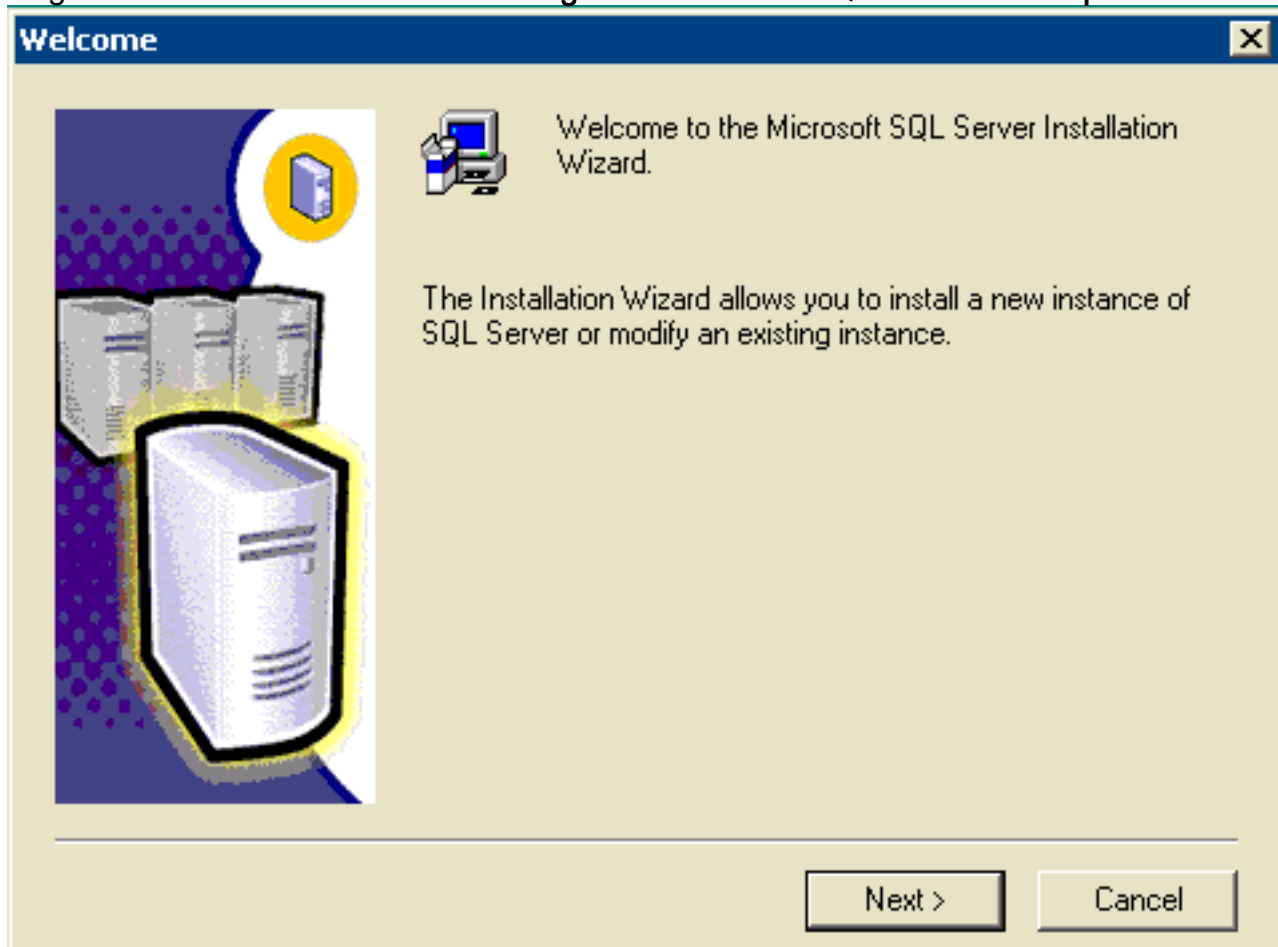 Welcome
Welcome to the Microsoft SQL Server Installation
Wizard.
The Installation Wizard allows you to install a new instance of
SQL Server or modify an existing instance.
Next >
Cancel